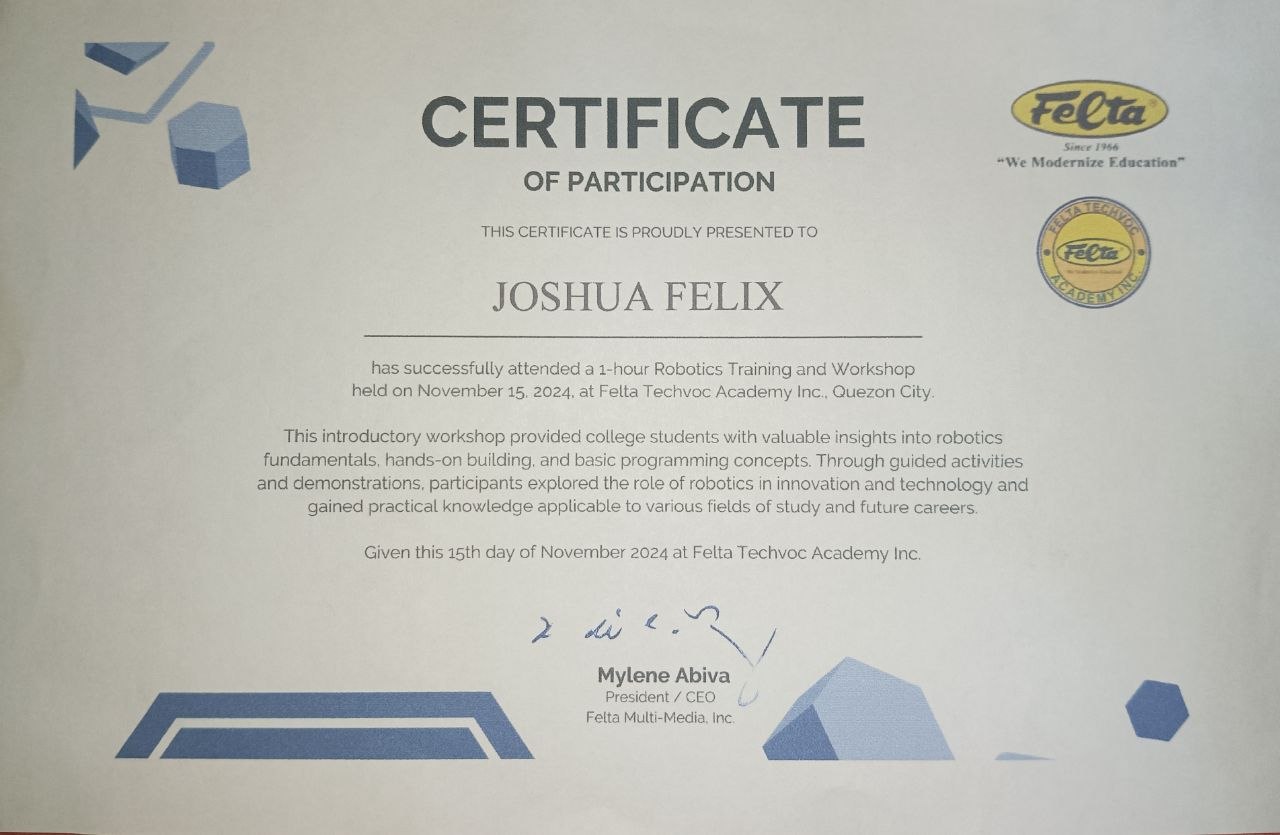 CERTIFICATE
OF PARTICIPATION
THIS CERTIFICATE IS PROUDLY PRESENTED TO
JOSHUA FELIX
has successfully attended a 1-hour Robotics Training and Workshop
held on November 15, 2024, at Felta Techvoc Academy Inc., Quezon City.
This introductory workshop provided college students with valuable insights into robotics
fundamentals, hands-on building, and basic programming concepts. Through guided activities
and demonstrations, participants explored the role of robotics in innovation and technology and
gained practical knowledge applicable to various fields of study and future careers.
Given this 15th day of November 2024 at Felta Techvoc Academy Inc.
Mylene Abiva
President / CEO
Felta Multi-Media, Inc.
Felta®
Since 1966
“We Modernize Education”
FELTA TECHVOC
Felta
ACADEMY INC.